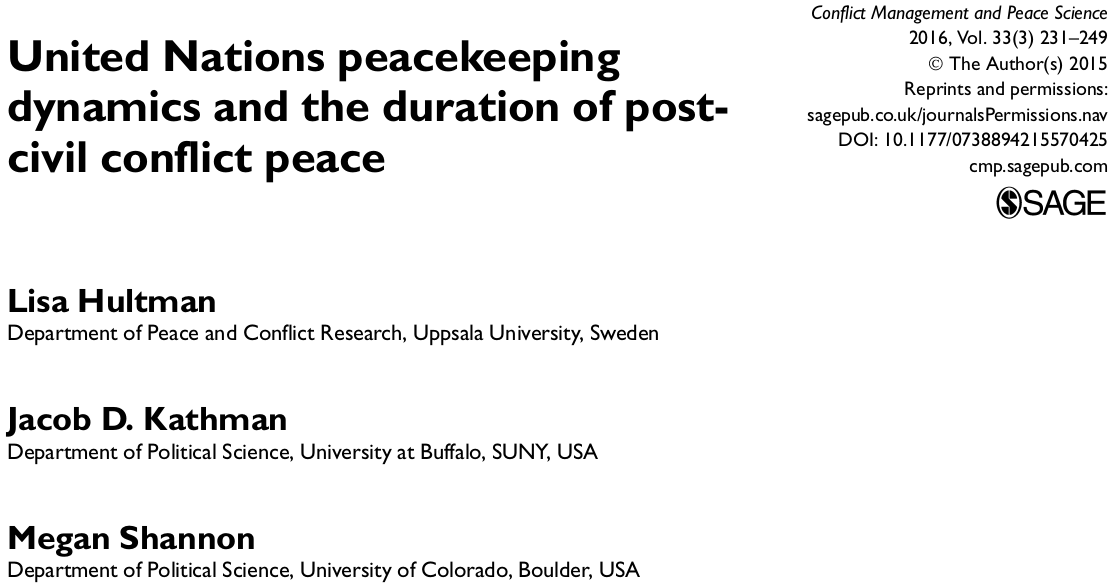 Conflict Management and Peace Science
2016, Vol. 33(3) 231–249
© The Author(s) 2015
Reprints and permissions:
sagepub.co.uk/journalsPermissions.nav
DOI: 10.1177/0738894215570425
cmp.sagepub.com
SAGE
United Nations peacekeeping
dynamics and the duration of post-
civil conflict peace
Lisa Hultman
Department of Peace and Conflict Research, Uppsala University, Sweden
Jacob D. Kathman
Department of Political Science, University at Buffalo, SUNY, USA
Megan Shannon
Department of Political Science, University of Colorado, Boulder, USA